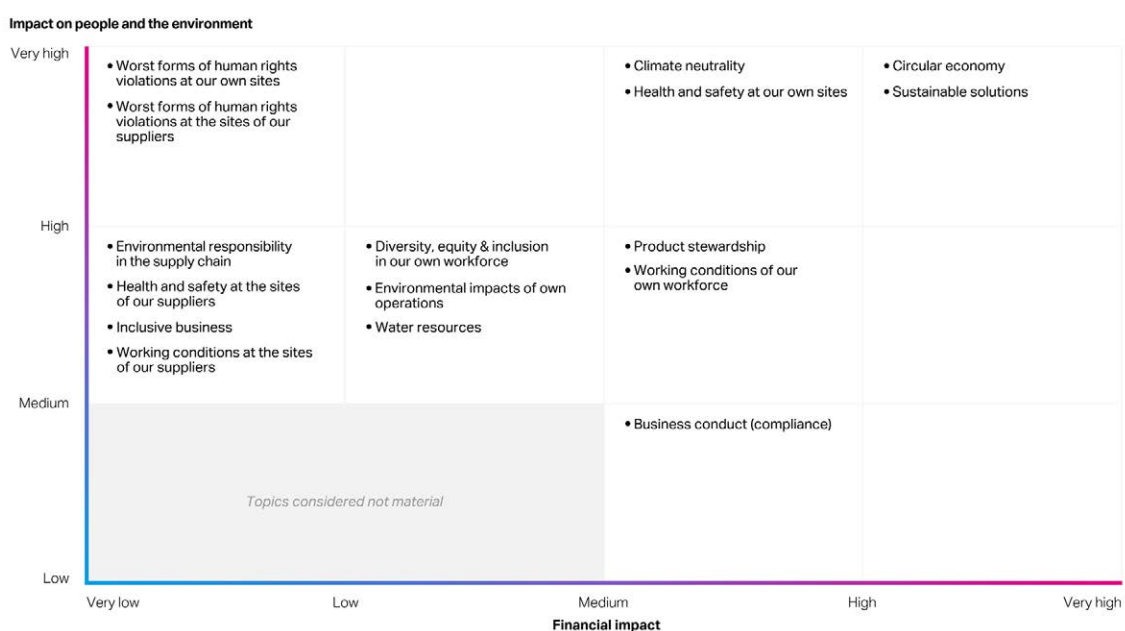 Impact on people and the environment
Very high
• Worst forms of human rights
violations at our own sites
• Worst forms of human rights
violations at the sites of our
suppliers
• Climate neutrality
• Health and safety at our own sites
• Circular economy
• Sustainable solutions
High
• Environmental responsibility
in the supply chain
• Health and safety at the sites
of our suppliers
• Inclusive business
• Working conditions at the sites
of our suppliers
• Diversity, equity & inclusion
in our own workforce
• Environmental impacts of own
operations
• Water resources
• Product stewardship
• Working conditions of our
own workforce
Medium
Topics considered not material
• Business conduct (compliance)
Low
Very low
Low
Medium
High
Very high
Financial impact